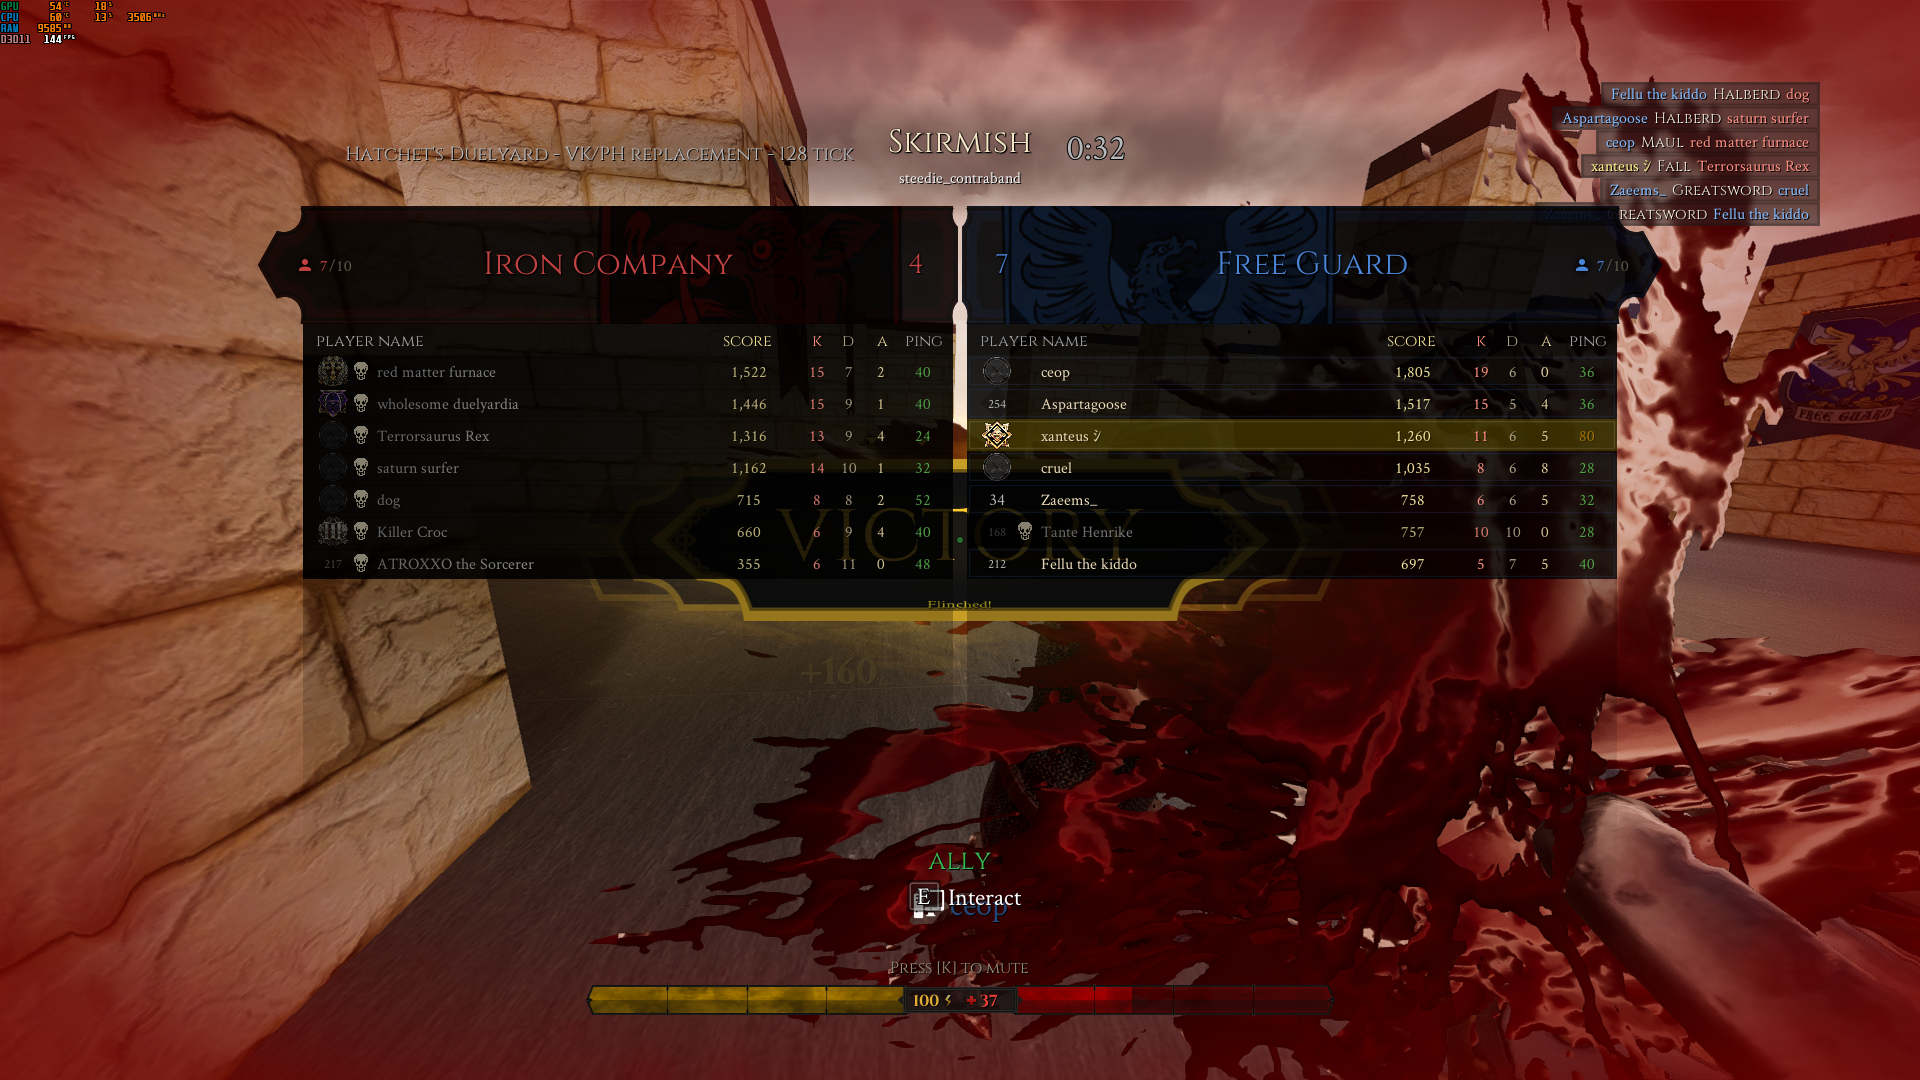 GPU 54°C 18%
CPU 60°C 13% 3506MHz
RAM 9585MB
D3D11 144FPS
Fellu the kiddo HALBERD dog
Aspartagoose HALBERD saturn surfer
ceop MAUL red matter furnace
xanteus ジ FALL Terrorsaurus Rex
Zaeems_ GREATSWORD cruel
Zaeems_ GREATSWORD Fellu the kiddo
HATCHET'S DUELYARD - VK/PH REPLACEMENT - 128 TICK
SKIRMISH 0:32
steedie_contraband
7/10 IRON COMPANY 4
7 FREE GUARD 7/10
PLAYER NAME SCORE K D A PING
red matter furnace 1,522 15 7 2 40
wholesome duelyardia 1,446 15 9 1 40
Terrorsaurus Rex 1,316 13 9 4 24
saturn surfer 1,162 14 10 1 32
dog 715 8 8 2 52
Killer Croc 660 6 9 4 40
217 ATROXXO the Sorcerer 355 6 11 0 48
PLAYER NAME SCORE K D A PING
ceop 1,805 19 6 0 36
254 Aspartagoose 1,517 15 5 4 36
xanteus ジ 1,260 11 6 5 80
cruel 1,035 8 6 8 28
34 Zaeems_ 758 6 6 5 32
168 Tante Henrike 757 10 10 0 28
212 Fellu the kiddo 697 5 7 5 40
VICTORY
Flinched!
+160
FREE GUARD
ALLY
E Interact
ceop
PRESS [K] TO MUTE
100 + 37